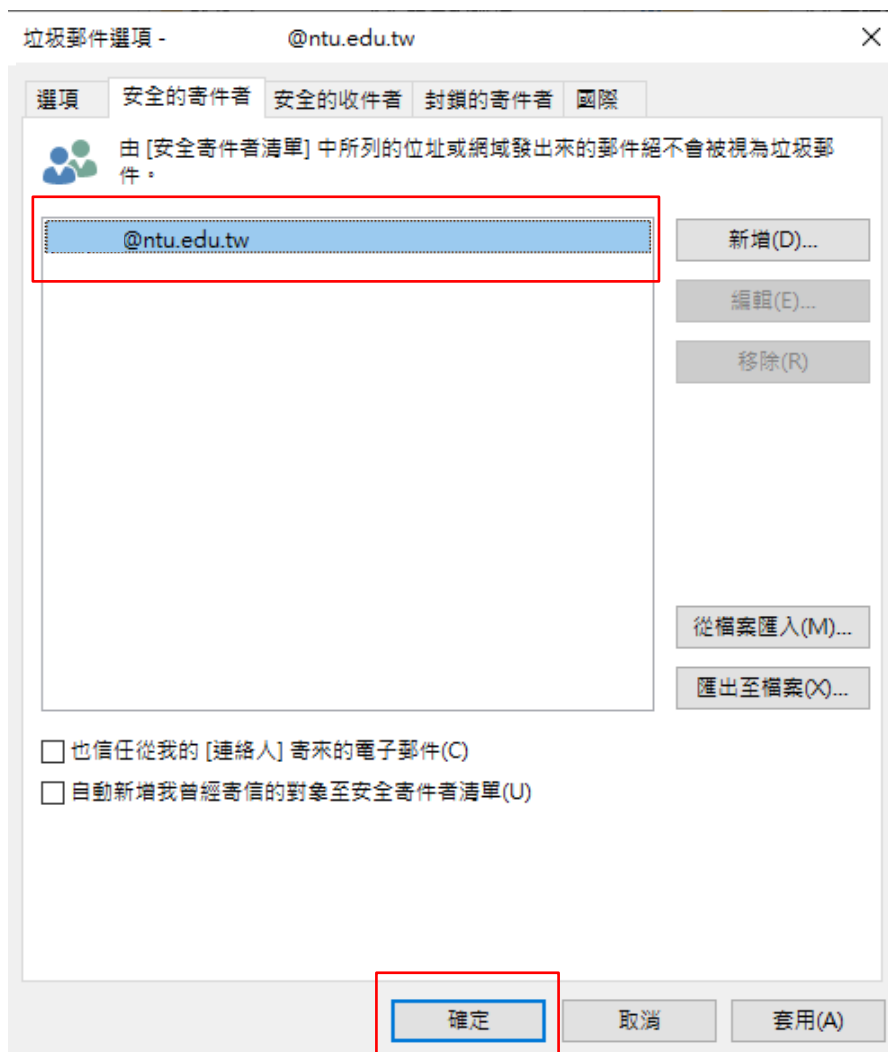 垃圾郵件選項 - @ntu.edu.tw
選項 安全的寄件者 安全的收件者 封鎖的寄件者 國際
由 [安全寄件者清單] 中所列的位址或網域發出來的郵件絕不會被視為垃圾郵
件。
@ntu.edu.tw
新增(D)...
編輯(E)...
移除(R)
從檔案匯入(M)...
匯出至檔案(X)...
也信任從我的 [連絡人] 寄來的電子郵件(C)
自動新增我曾經寄信的對象至安全寄件者清單(U)
確定 取消 套用(A)